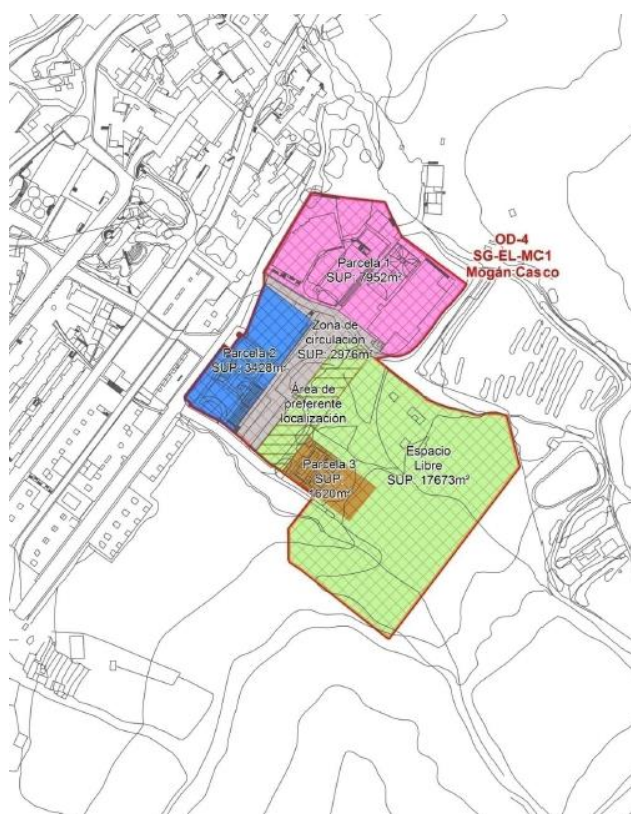 OD-4
SG-EL-MC1
Mogán Casco
Parcela 1
SUP: 7952m²
Zona de
circulación
SUP: 2976m²
Parcela 2
SUP: 3428m²
Área de
preferente
localización
Parcela 3
SUP:
1620m²
Espacio
Libre
SUP: 17673m²